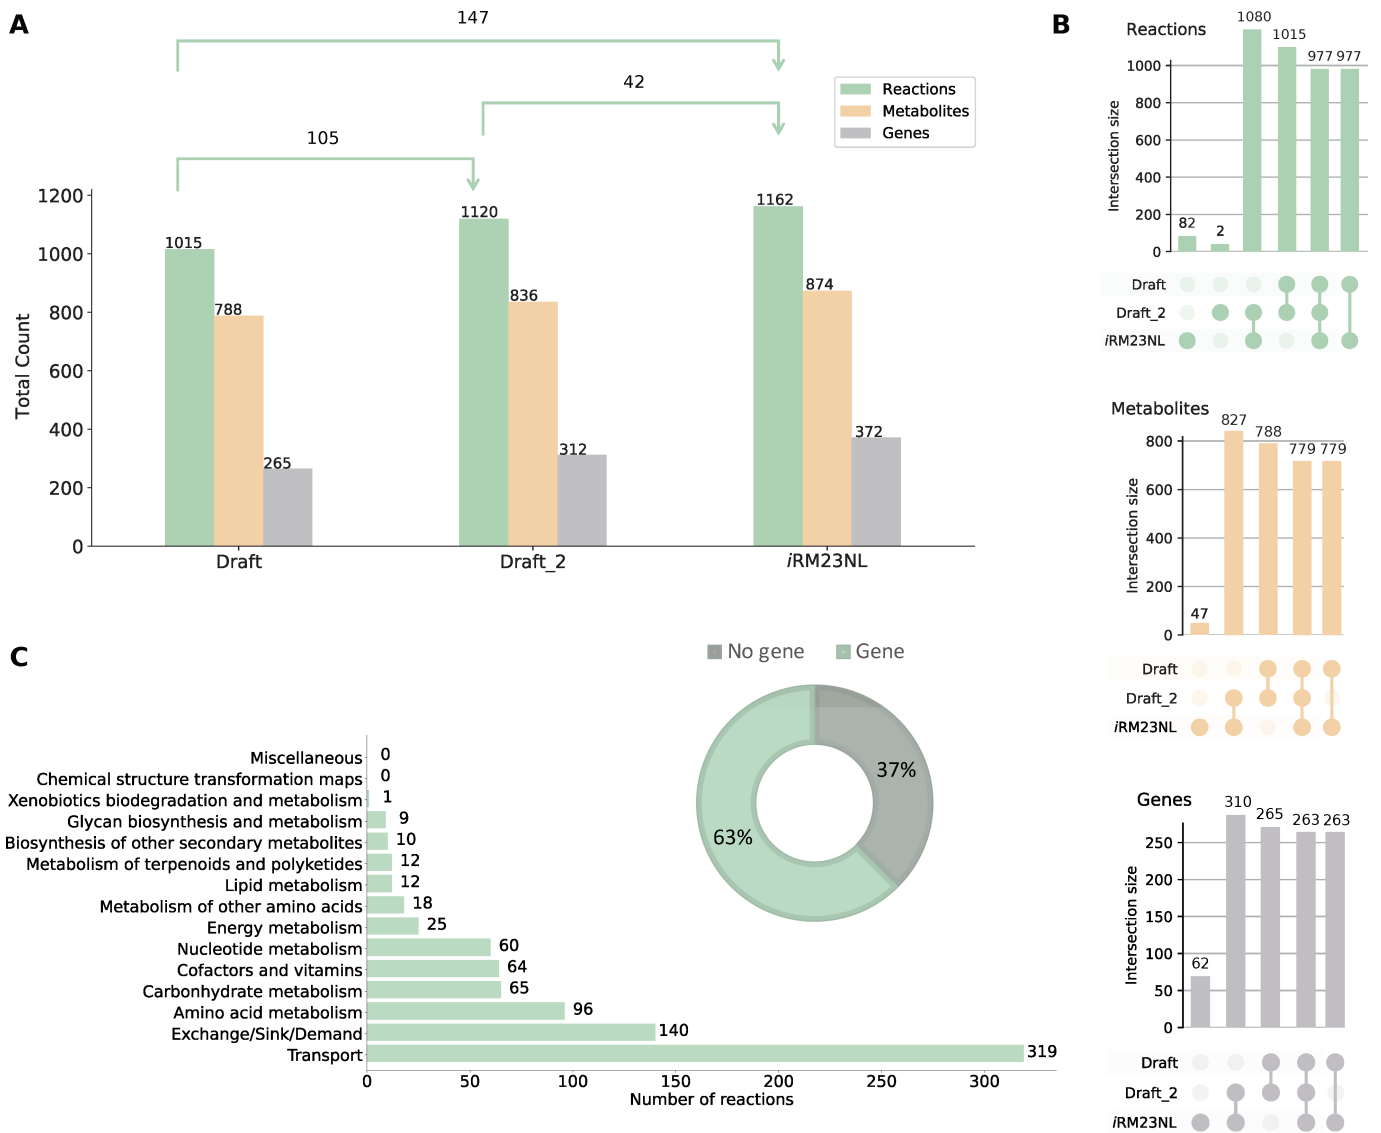 A
147
42
105
Reactions
Metabolites
Genes
Total Count
1200
1000
800
600
400
200
0
1015
788
265
1120
836
312
1162
874
372
Draft
Draft_2
iRM23NL
B
Reactions
Intersection size
1000
800
600
400
200
0
82
2
1080
1015
977
977
Draft
Draft_2
iRM23NL
Metabolites
Intersection size
800
600
400
200
0
47
827
788
779
779
Draft
Draft_2
iRM23NL
Genes
Intersection size
250
200
150
100
50
0
62
310
265
263
263
Draft
Draft_2
iRM23NL
C
No gene
Gene
37%
63%
Miscellaneous 0
Chemical structure transformation maps 0
Xenobiotics biodegradation and metabolism 1
Glycan biosynthesis and metabolism 9
Biosynthesis of other secondary metabolites 10
Metabolism of terpenoids and polyketides 12
Lipid metabolism 12
Metabolism of other amino acids 18
Energy metabolism 25
Nucleotide metabolism 60
Cofactors and vitamins 64
Carbonhydrate metabolism 65
Amino acid metabolism 96
Exchange/Sink/Demand 140
Transport 319
0 50 100 150 200 250 300
Number of reactions